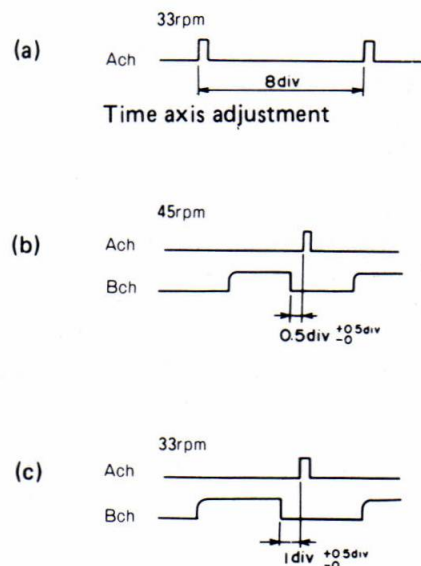 33rpm
(a)
Ach
8div
Time axis adjustment
45rpm
(b)
Ach
Bch
0.5div +0.5div -0
33rpm
(c)
Ach
Bch
1div +0.5div -0